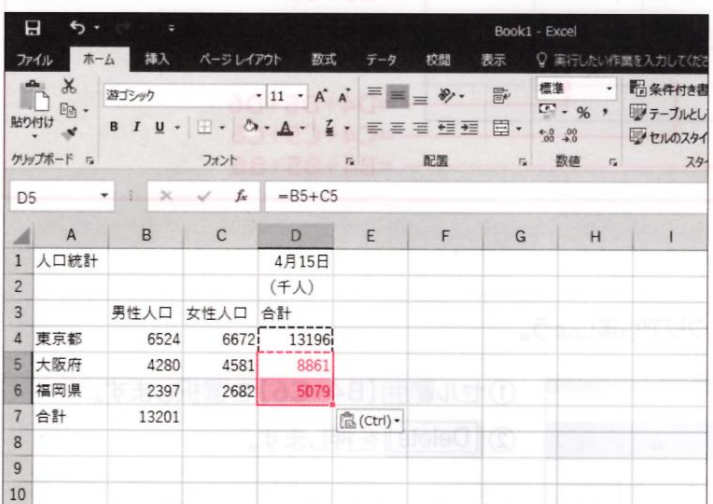 Book1 - Excel
ファイル ホーム 挿入 ページ レイアウト 数式 データ 校閲 表示 実行したい作業を入力してくださ
貼り付け 游ゴシック 11 A A 標準 条件付き書
B I U A % , テーブルとし
.0 .00 .00 .0 セルのスタイ
クリップボード フォント 配置 数値 スター
D5 fx =B5+C5
A B C D E F G H I
1 人口統計 4月15日
2 (千人)
3 男性人口 女性人口 合計
4 東京都 6524 6672 13196
5 大阪府 4280 4581 8861
6 福岡県 2397 2682 5079
7 合計 13201 (Ctrl)
8
9
10